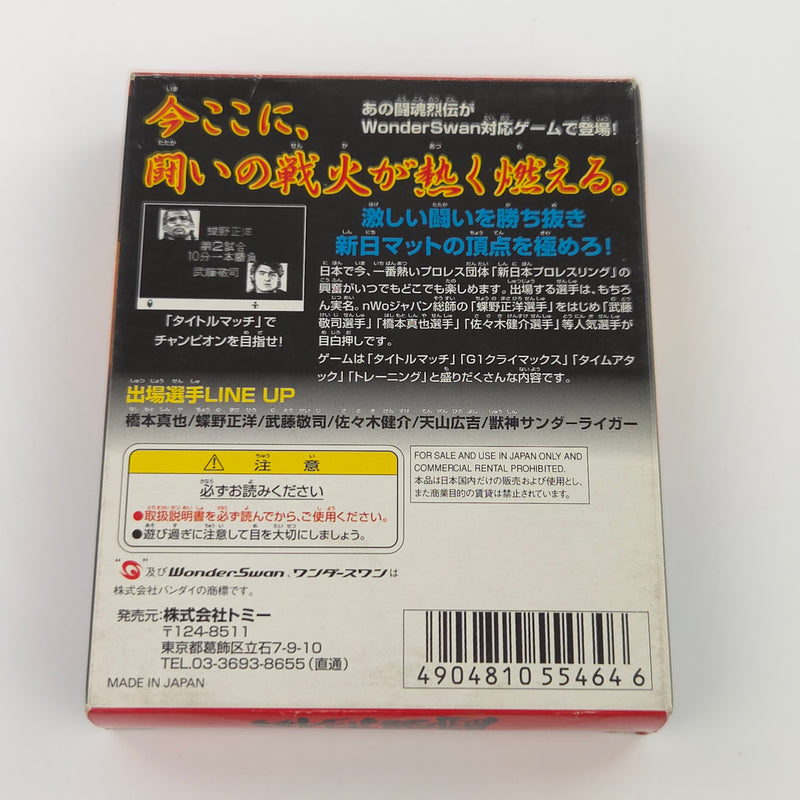 今ここに、
闘いの戦火が熱く燃える。
あの闘魂烈伝が
WonderSwan対応ゲームで登場!
蝶野正洋
第2試合
10分一本勝負
武藤敬司
「タイトルマッチ」で
チャンピオンを目指せ!
激しい闘いを勝ち抜き
新日マットの頂点を極めろ!
日本で今、一番熱いプロレス団体「新日本プロレスリング」の
興奮がいつでもどこでも楽しめます。出場する選手は、もちろ
ん実名。nWoジャパン総帥の「蝶野正洋選手」をはじめ「武藤
敬司選手」「橋本真也選手」「佐々木健介選手」等人気選手が
目白押しです。
ゲームは「タイトルマッチ」「G1クライマックス」「タイムアタ
ック」「トレーニング」と盛りだくさんな内容です。
出場選手LINE UP
橋本真也/蝶野正洋/武藤敬司/佐々木健介/天山広吉/獣神サンダーライガー
注意
必ずお読みください
●取扱説明書を必ず読んでから、ご使用ください。
●遊び過ぎに注意して目を大切にしましょう。
FOR SALE AND USE IN JAPAN ONLY AND
COMMERCIAL RENTAL PROHIBITED.
本品は日本国内だけの販売および使用とし、
また商業目的の賃貸は禁止されています。
及びWonderSwan、ワンダースワンは
株式会社バンダイの商標です。
発売元:株式会社トミー
〒124-8511
東京都葛飾区立石7-9-10
TEL.03-3693-8655(直通)
MADE IN JAPAN
4904810554646